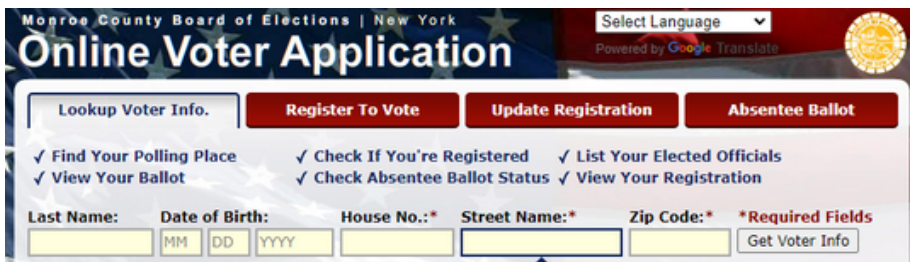 Monroe County Board of Elections | New York
Select Language
Online Voter Application
Powered by Google Translate
Lookup Voter Info. Register To Vote Update Registration Absentee Ballot
✓ Find Your Polling Place ✓ Check If You're Registered ✓ List Your Elected Officials
✓ View Your Ballot ✓ Check Absentee Ballot Status ✓ View Your Registration
Last Name: Date of Birth: House No.:* Street Name:* Zip Code:* *Required Fields
MM DD YYYY Get Voter Info